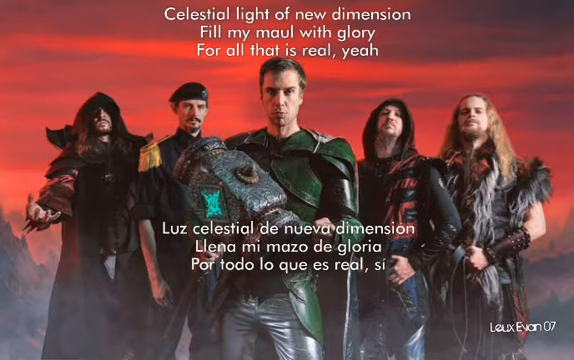 Celestial light of new dimension
Fill my maul with glory
For all that is real, yeah
Luz celestial de nueva dimensión
Llena mi mazo de gloria
Por todo lo que es real, sí
Leux Evan 07